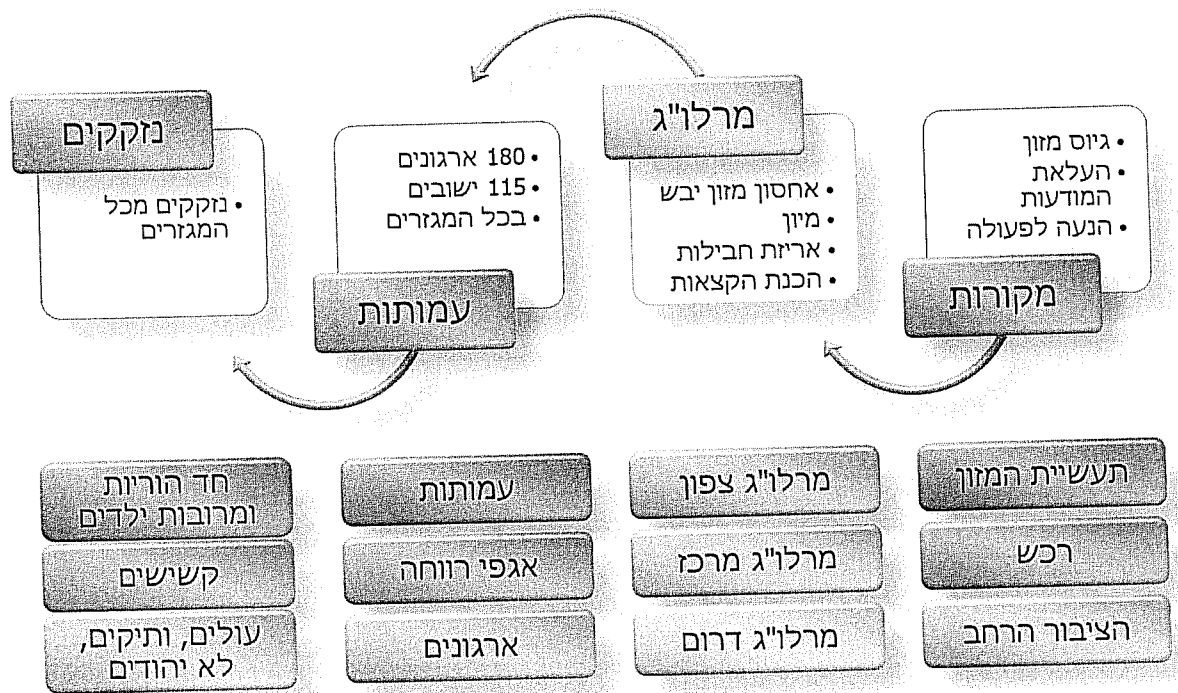 מקורות
• גיוס מזון
• העלאת
המודעות
• הנעה לפעולה
מרלו"ג
• אחסון מזון יבש
• מיון
• אריזת חבילות
• הכנת הקצאות
• 180 ארגונים
• 115 ישובים
• בכל המגזרים
עמותות
נזקקים
• נזקקים מכל
המגזרים
תעשיית המזון
רכש
הציבור הרחב
מרלו"ג צפון
מרלו"ג מרכז
מרלו"ג דרום
עמותות
אגפי רווחה
ארגונים
חד הוריות
ומרובות ילדים
קשישים
עולים, ותיקים,
לא יהודים